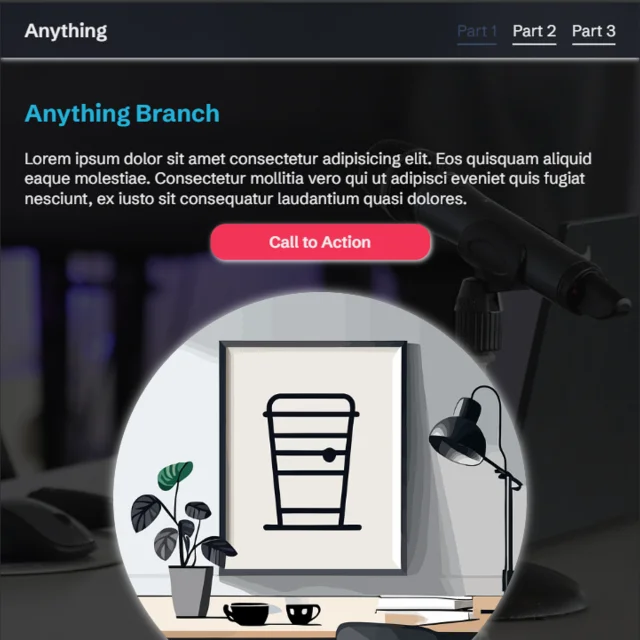 Anything
Part 1 Part 2 Part 3
Anything Branch
Lorem ipsum dolor sit amet consectetur adipisicing elit. Eos quisquam aliquid
eaque molestiae. Consectetur mollitia vero qui ut adipisci eveniet quis fugiat
nesciunt, ex iusto sit consequatur laudantium quasi dolores.
Call to Action